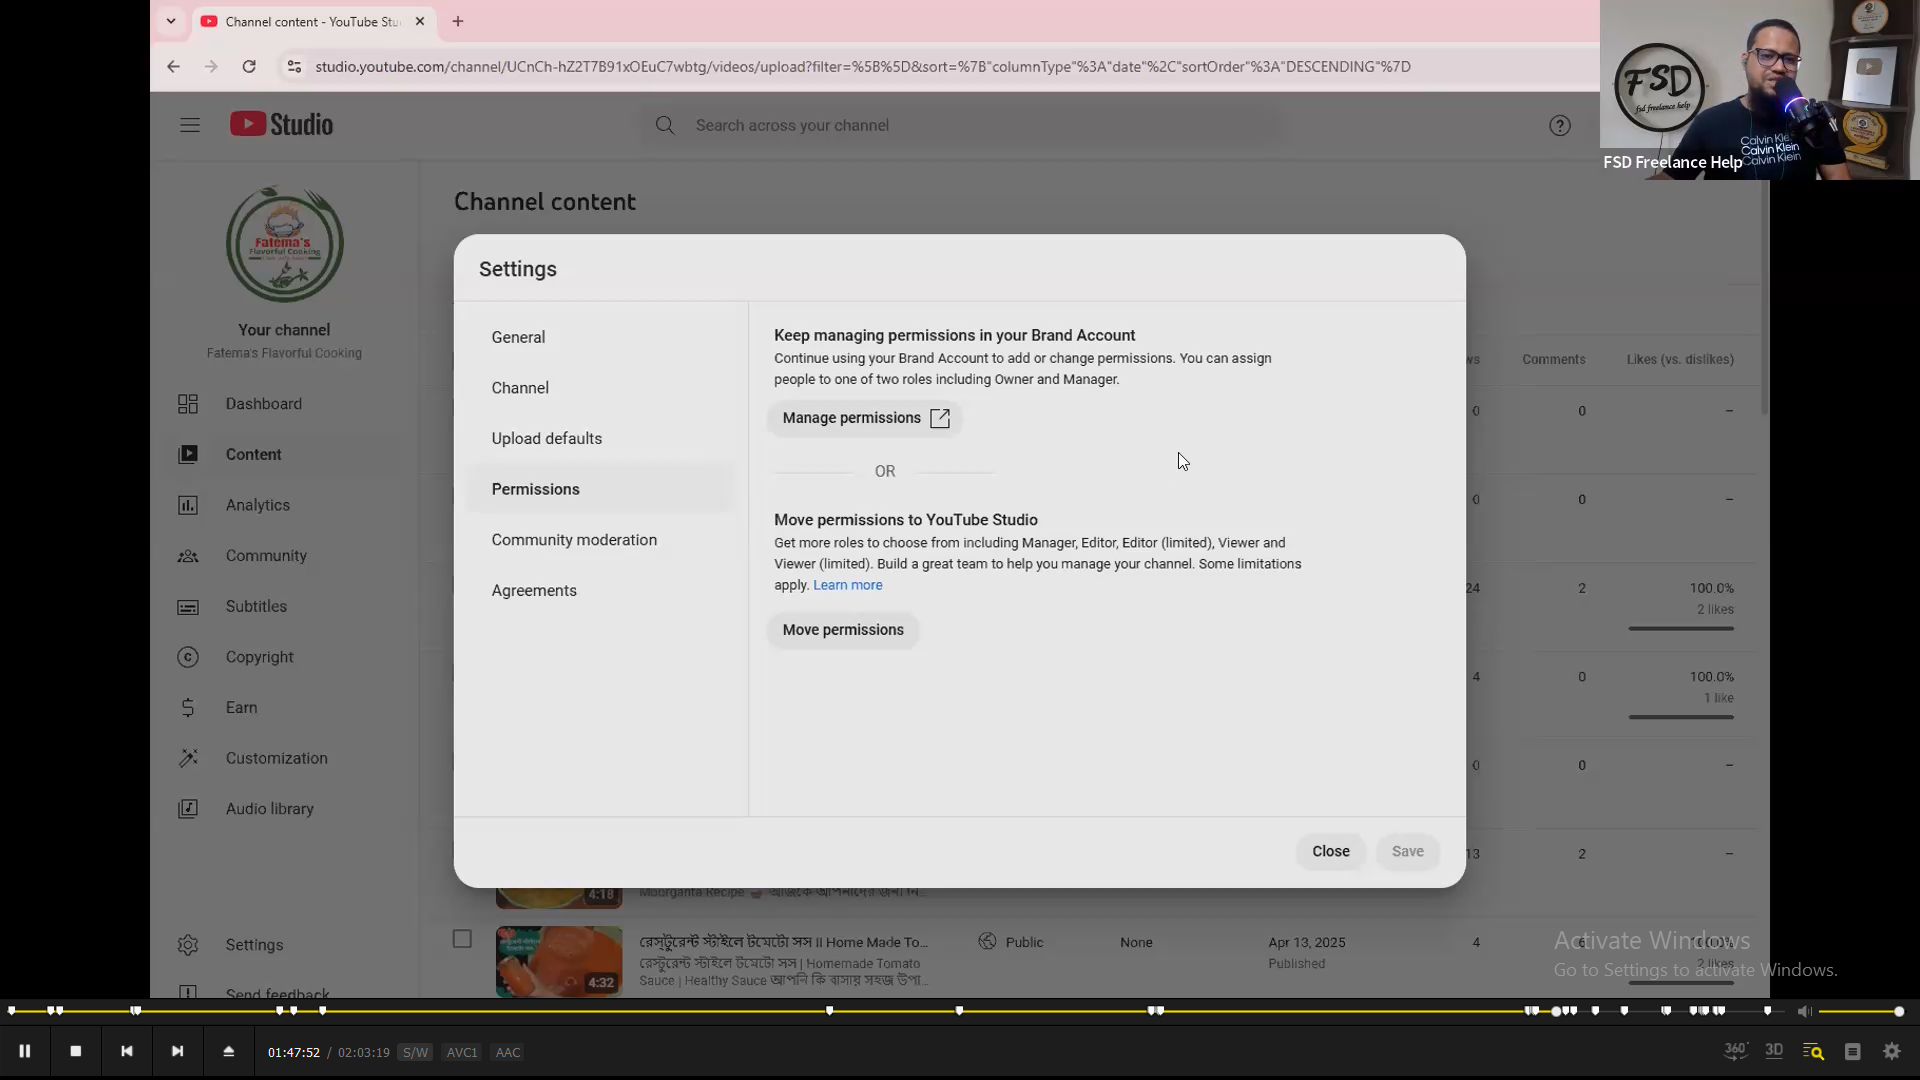 Channel content - YouTube Stu
studio.youtube.com/channel/UCnCh-hZ2T7B91xOEuC7wbtg/videos/upload?filter=%5B%5D&sort=%7B"columnType"%3A"date"%2C"sortOrder"%3A"DESCENDING"%7D
FSD
fsd freelance help
Calvin Klein
Calvin Klein
Calvin Klein
FSD Freelance Help
Studio
Search across your channel
Fatema's
Flavorful Cooking
Your channel
Fatema's Flavorful Cooking
Dashboard
Content
Analytics
Community
Subtitles
Copyright
Earn
Customization
Audio library
Settings
Send feedback
Channel content
ws
Comments
Likes (vs. dislikes)
0
0
–
0
0
–
24
2
100.0%
2 likes
4
0
100.0%
1 like
0
0
–
13
2
–
Settings
General
Channel
Upload defaults
Permissions
Community moderation
Agreements
Keep managing permissions in your Brand Account
Continue using your Brand Account to add or change permissions. You can assign
people to one of two roles including Owner and Manager.
Manage permissions
OR
Move permissions to YouTube Studio
Get more roles to choose from including Manager, Editor, Editor (limited), Viewer and
Viewer (limited). Build a great team to help you manage your channel. Some limitations
apply. Learn more
Move permissions
Close
Save
4:18
Moorganta Recipe
রেস্টুরেন্ট স্টাইলে টমেটো সস II Home Made To...
রেস্টুরেন্ট স্টাইলে টমেটো সস | Homemade Tomato
Sauce | Healthy Sauce আপনি কি বাসায় সহজ উপা...
4:32
Public
None
Apr 13, 2025
Published
4
2 likes
Activate Windows
Go to Settings to activate Windows.
01:47:52 / 02:03:19 S/W AVC1 AAC
360°
3D